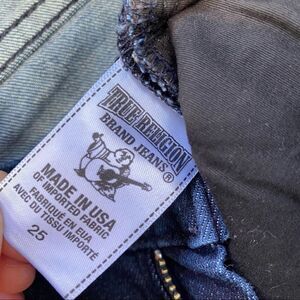 TRUE RELIGION
BRAND JEANS®
MADE IN USA
OF IMPORTED FABRIC
FABRIQUÉ EN EUA
AVEC DU TISSU IMPORTÉ
25